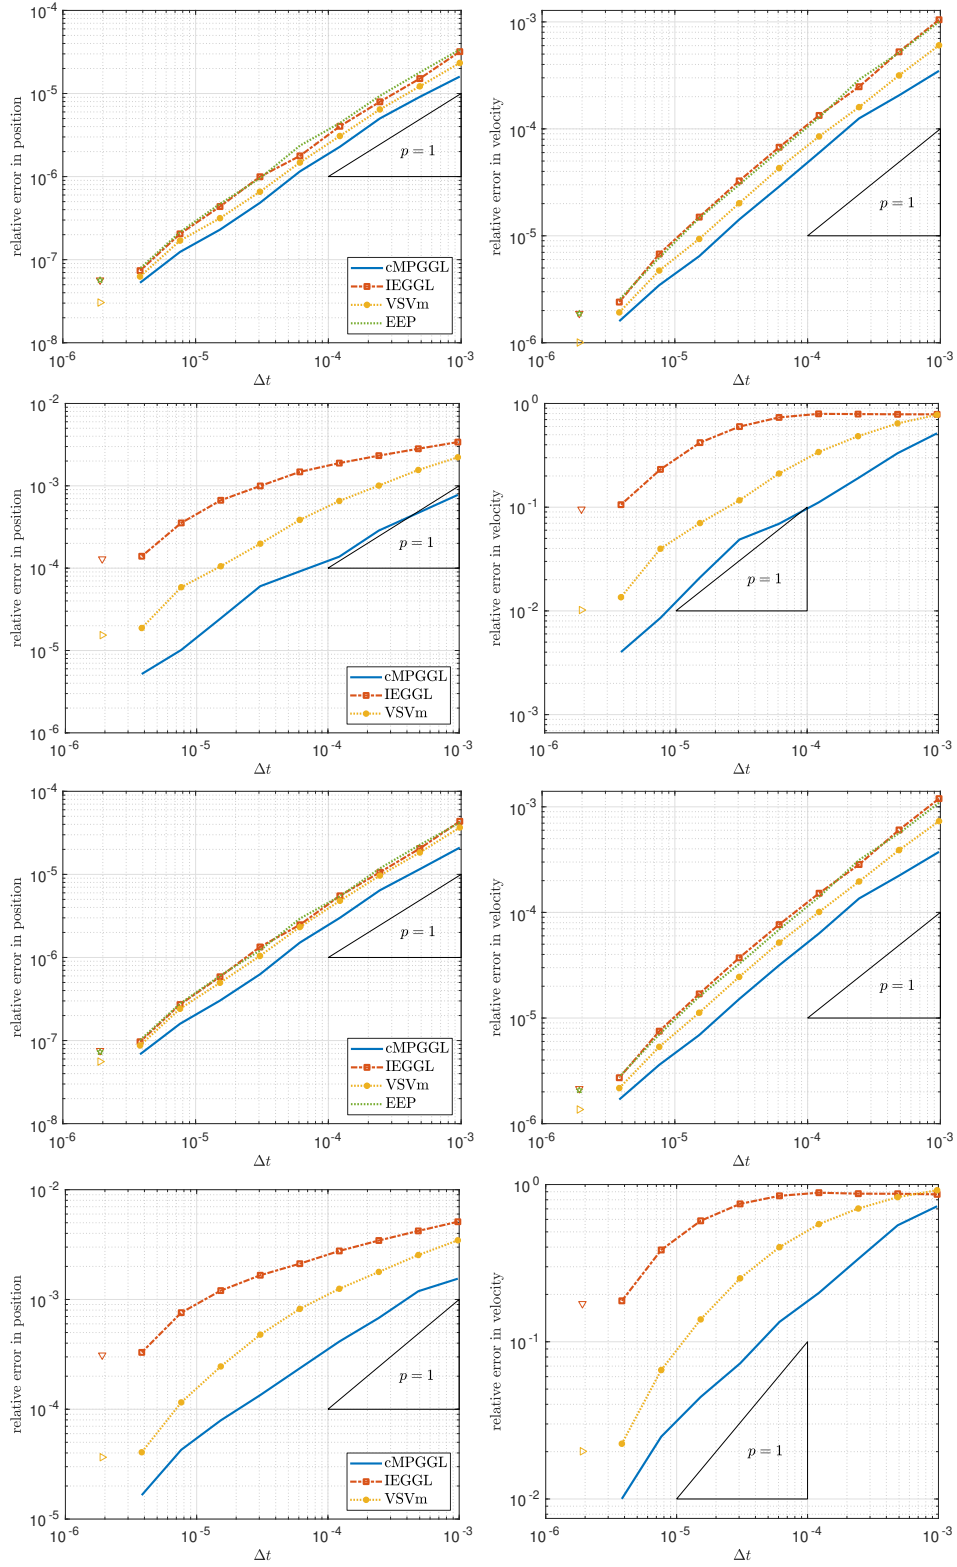 10^-4
10^-5
10^-6
10^-7
10^-8
relative error in position
p = 1
cMPGGL
IEGGL
VSVm
EEP
10^-6 10^-5 10^-4 10^-3
Δt
10^-3
10^-4
10^-5
10^-6
relative error in velocity
p = 1
10^-6 10^-5 10^-4 10^-3
Δt
10^-2
10^-3
10^-4
10^-5
10^-6
relative error in position
p = 1
cMPGGL
IEGGL
VSVm
10^-6 10^-5 10^-4 10^-3
Δt
10^0
10^-1
10^-2
10^-3
relative error in velocity
p = 1
10^-6 10^-5 10^-4 10^-3
Δt
10^-4
10^-5
10^-6
10^-7
10^-8
relative error in position
p = 1
cMPGGL
IEGGL
VSVm
EEP
10^-6 10^-5 10^-4 10^-3
Δt
10^-3
10^-4
10^-5
10^-6
relative error in velocity
p = 1
10^-6 10^-5 10^-4 10^-3
Δt
10^-2
10^-3
10^-4
10^-5
relative error in position
p = 1
cMPGGL
IEGGL
VSVm
10^-6 10^-5 10^-4 10^-3
Δt
10^0
10^-1
10^-2
relative error in velocity
p = 1
10^-6 10^-5 10^-4 10^-3
Δt